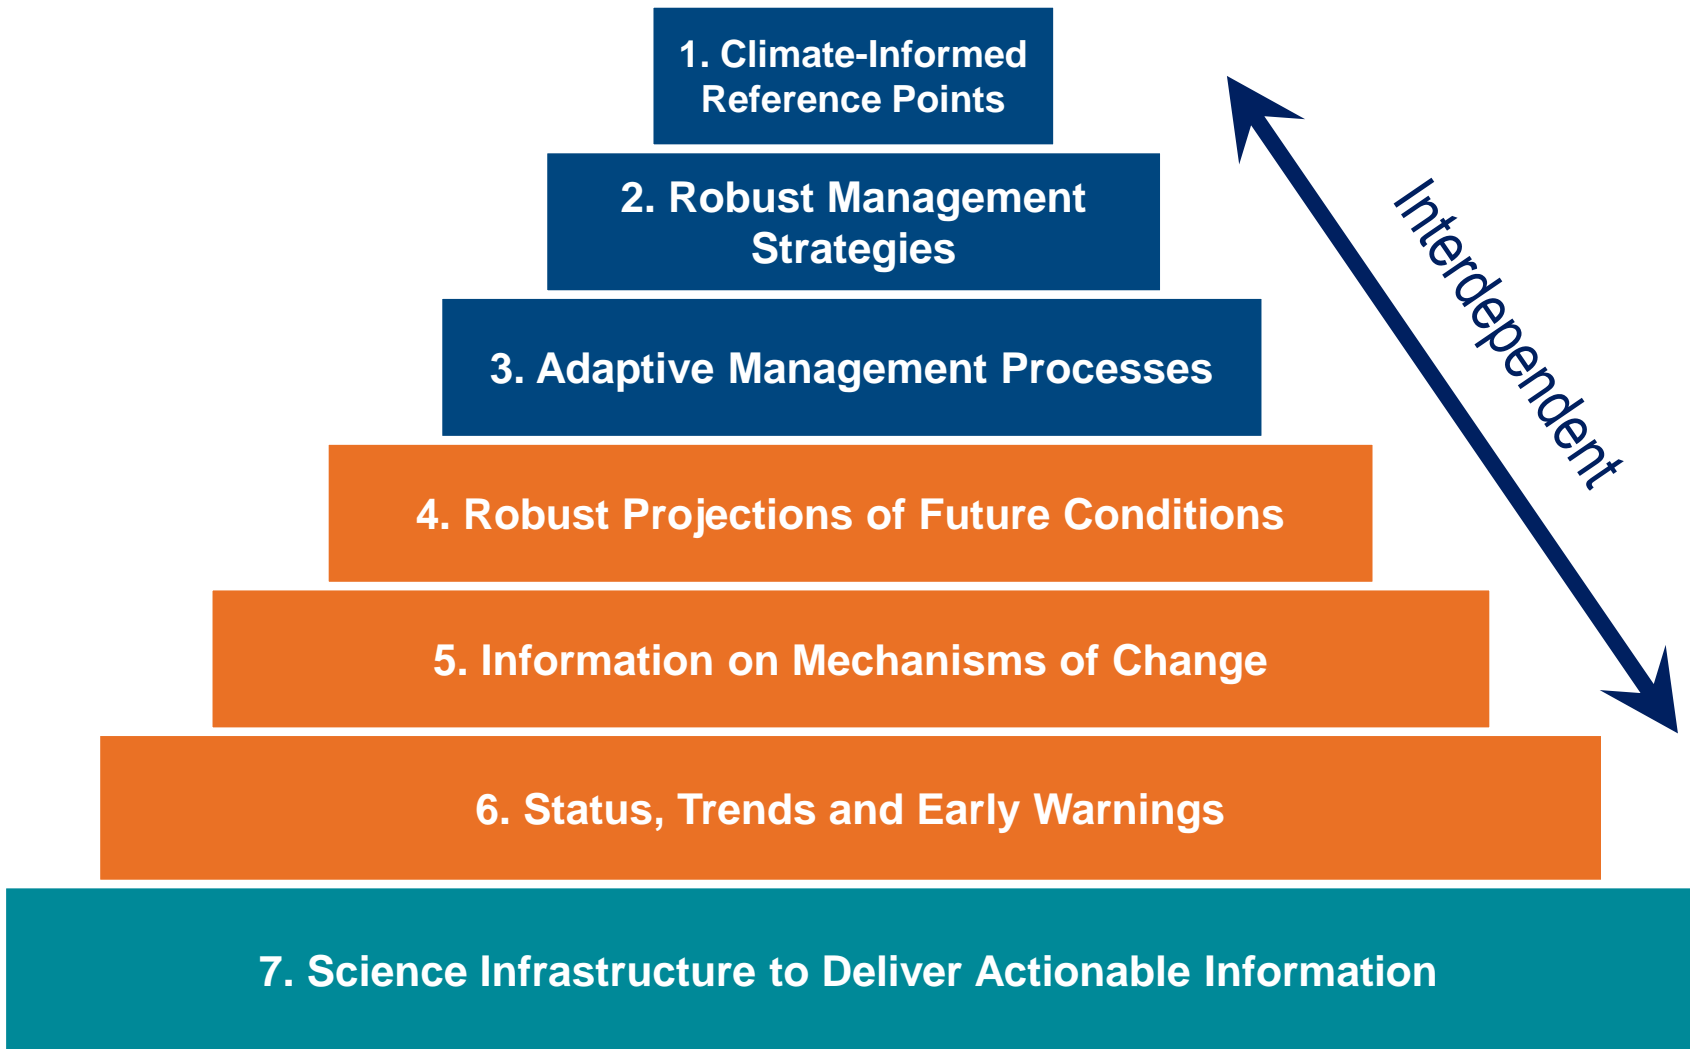 1. Climate-Informed
Reference Points
2. Robust Management
Strategies
3. Adaptive Management Processes
4. Robust Projections of Future Conditions
5. Information on Mechanisms of Change
6. Status, Trends and Early Warnings
7. Science Infrastructure to Deliver Actionable Information
Interdependent